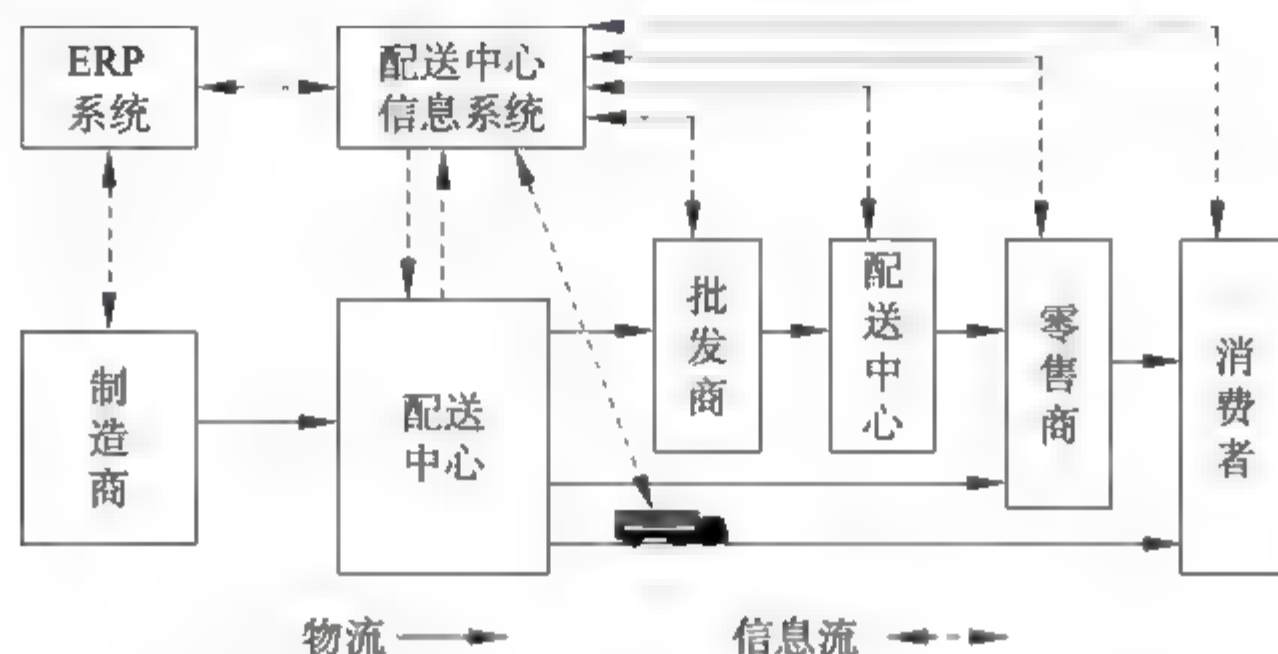 ERP
系统
配送中心
信息系统
制
造
商
配送
中心
批
发
商
配
送
中
心
零
售
商
消
费
者
物流
信息流